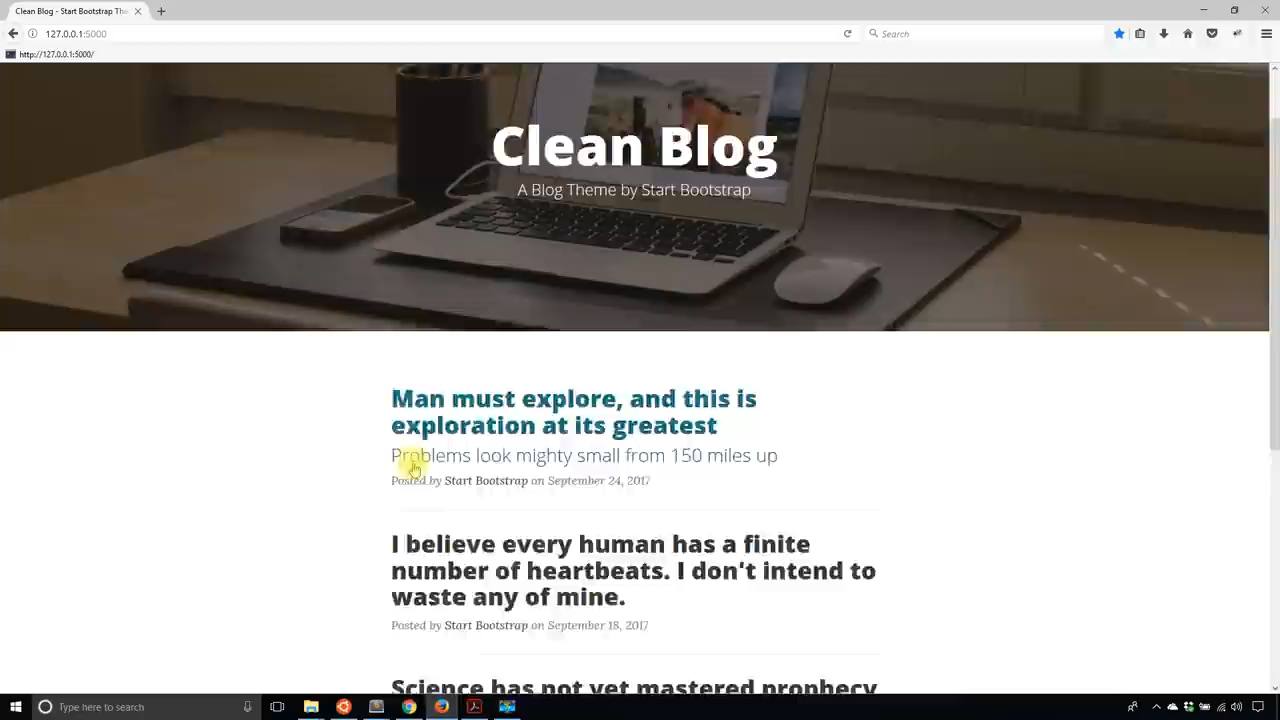 Clean Blog - Start Bootstrap The
127.0.0.1:5000
Search
http://127.0.0.1:5000/
Clean Blog
A Blog Theme by Start Bootstrap
Man must explore, and this is
exploration at its greatest
Problems look mighty small from 150 miles up
Posted by Start Bootstrap on September 24, 2017
I believe every human has a finite
number of heartbeats. I don't intend to
waste any of mine.
Posted by Start Bootstrap on September 18, 2017
Science has not yet mastered prophecy
Type here to search